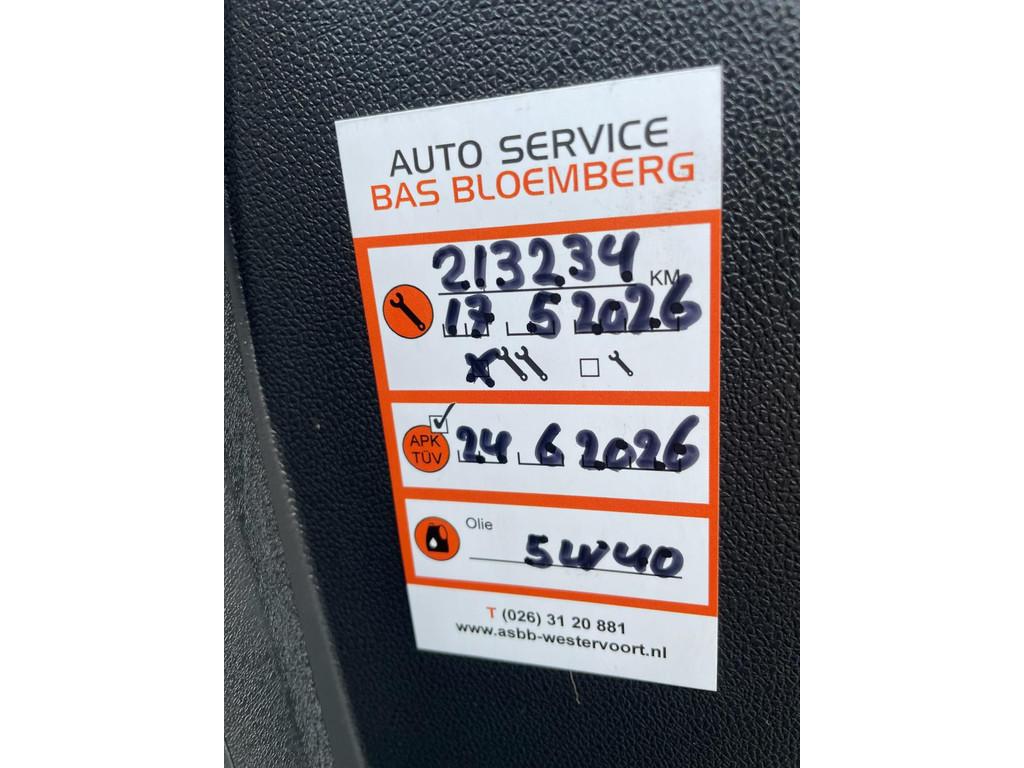 AUTO SERVICE
BAS BLOEMBERG
213234 KM
17 5 2026
X
APK
TÜV
24 6 2026
Olie
5W40
T (026) 31 20 881
www.asbb-westervoort.nl